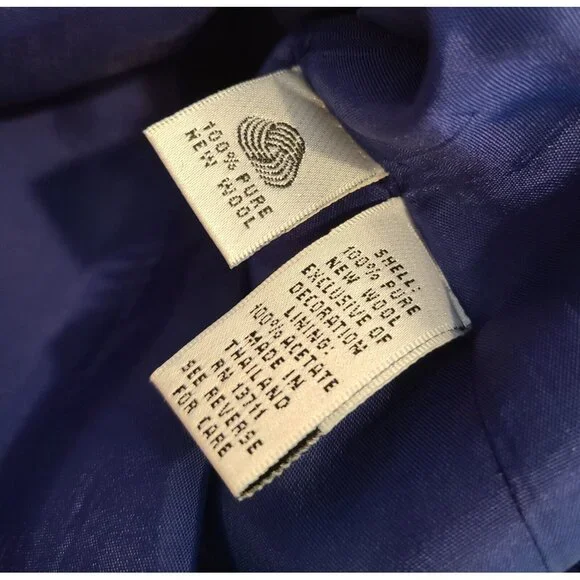 100% PURE
NEW WOOL
SHELL:
100% PURE
NEW WOOL
EXCLUSIVE OF
DECORATION
LINING:
100% ACETATE
MADE IN
THAILAND
RN 13711
SEE REVERSE
FOR CARE